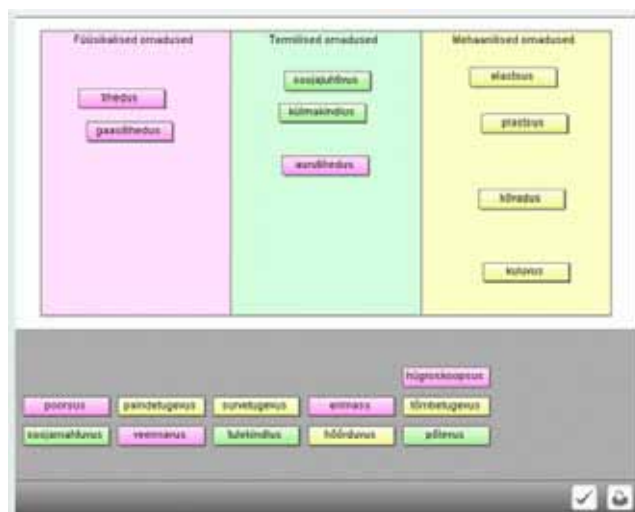 Füüsikalised omadused
Termilised omadused
Mehaanilised omadused
tihedus
gaasitihedus
soojajuhtivus
külmakindlus
aurutihedus
elastsus
plastsus
kõvadus
kuluvus
hügroskoopsus
poorsus
paindetugevus
survetugevus
erimass
tõmbetugevus
soojamahtuvus
veeimavus
tulekindlus
hõõrduvus
põlevus